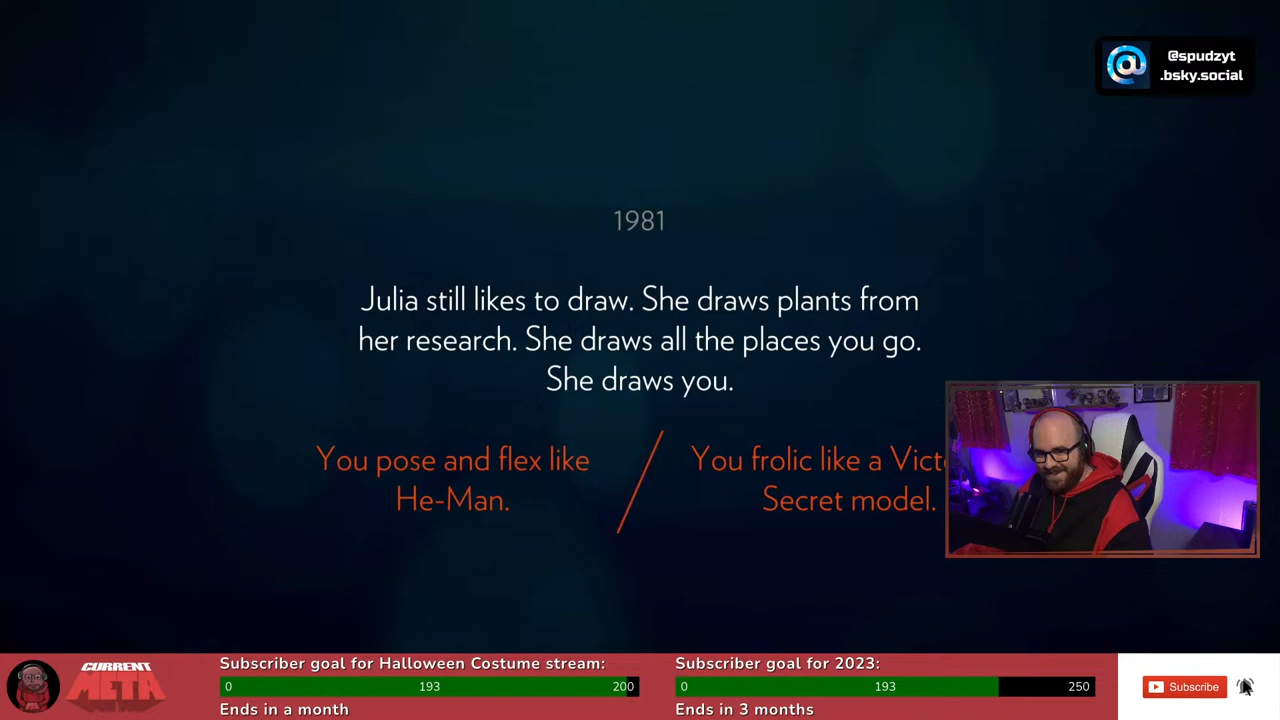 @spudzyt
.bsky.social
1981
Julia still likes to draw. She draws plants from
her research. She draws all the places you go.
She draws you.
You pose and flex like
He-Man.
You frolic like a
Secret model.
CURRENT
META
Subscriber goal for Halloween Costume stream:
0 193 200
Ends in a month
Subscriber goal for 2023:
0 193 250
Ends in 3 months
Subscribe